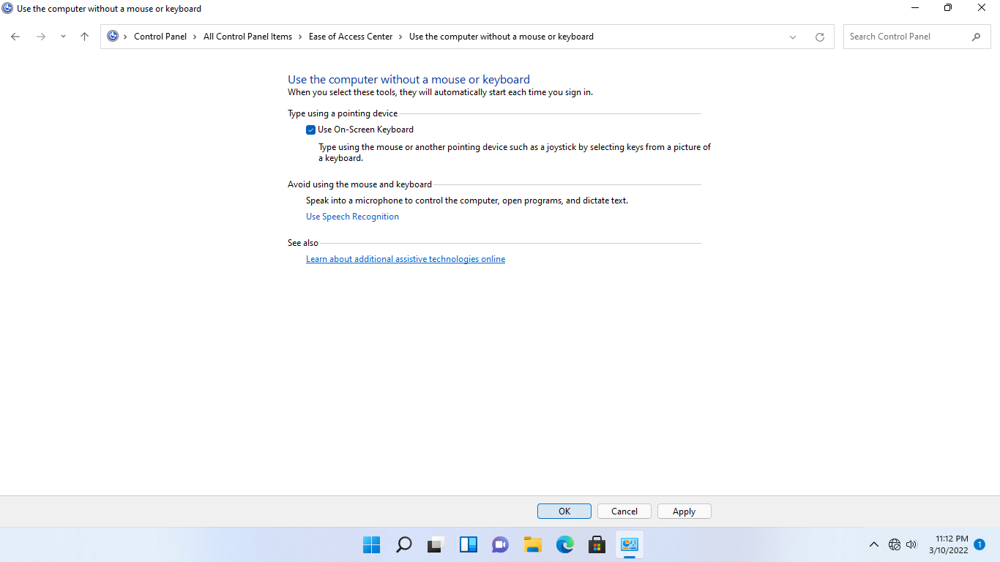 Use the computer without a mouse or keyboard
Control Panel > All Control Panel Items > Ease of Access Center > Use the computer without a mouse or keyboard
Search Control Panel
Use the computer without a mouse or keyboard
When you select these tools, they will automatically start each time you sign in.
Type using a pointing device
Use On-Screen Keyboard
Type using the mouse or another pointing device such as a joystick by selecting keys from a picture of
a keyboard.
Avoid using the mouse and keyboard
Speak into a microphone to control the computer, open programs, and dictate text.
Use Speech Recognition
See also
Learn about additional assistive technologies online
OK
Cancel
Apply
11:12 PM
3/10/2022
1